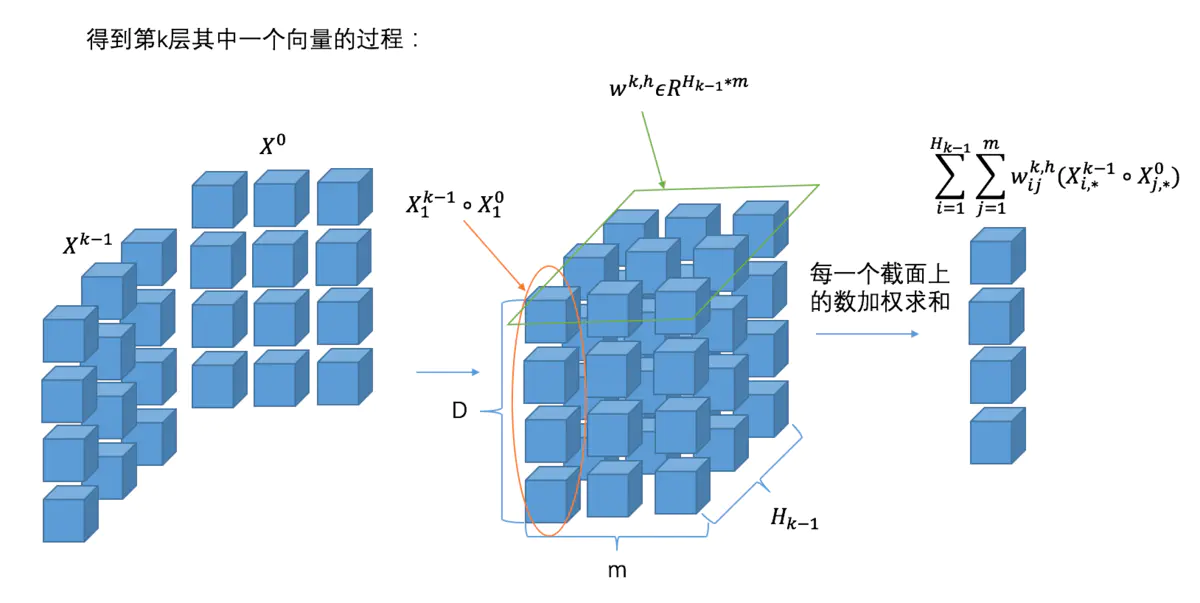 得到第k层其中一个向量的过程：
$w^{k,h} \epsilon R^{H_{k-1}*m}$
$X^0$
$\sum_{i=1}^{H_{k-1}} \sum_{j=1}^{m} w_{ij}^{k,h} (X_{i,*}^{k-1} \circ X_{j,*}^{0})$
$X_1^{k-1} \circ X_1^0$
$X^{k-1}$
每一个截面上
的数加权求和
D
$H_{k-1}$
m